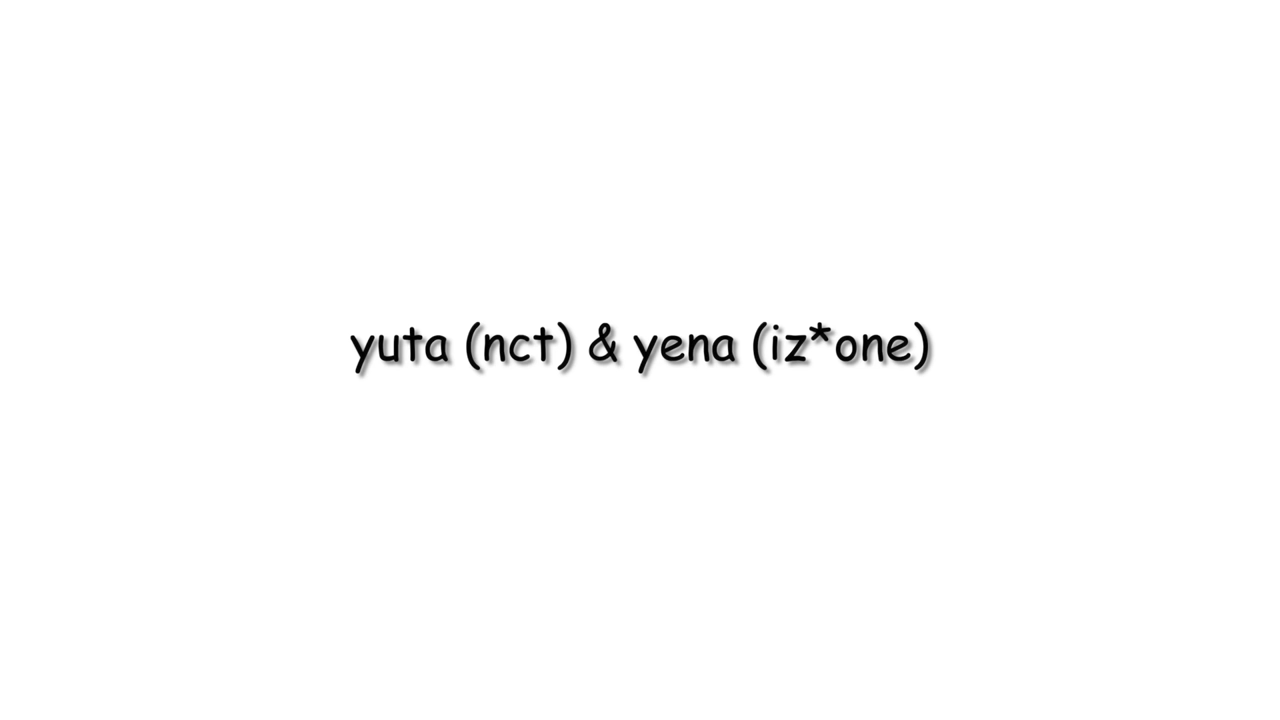 yuta (nct) & yena (iz*one)